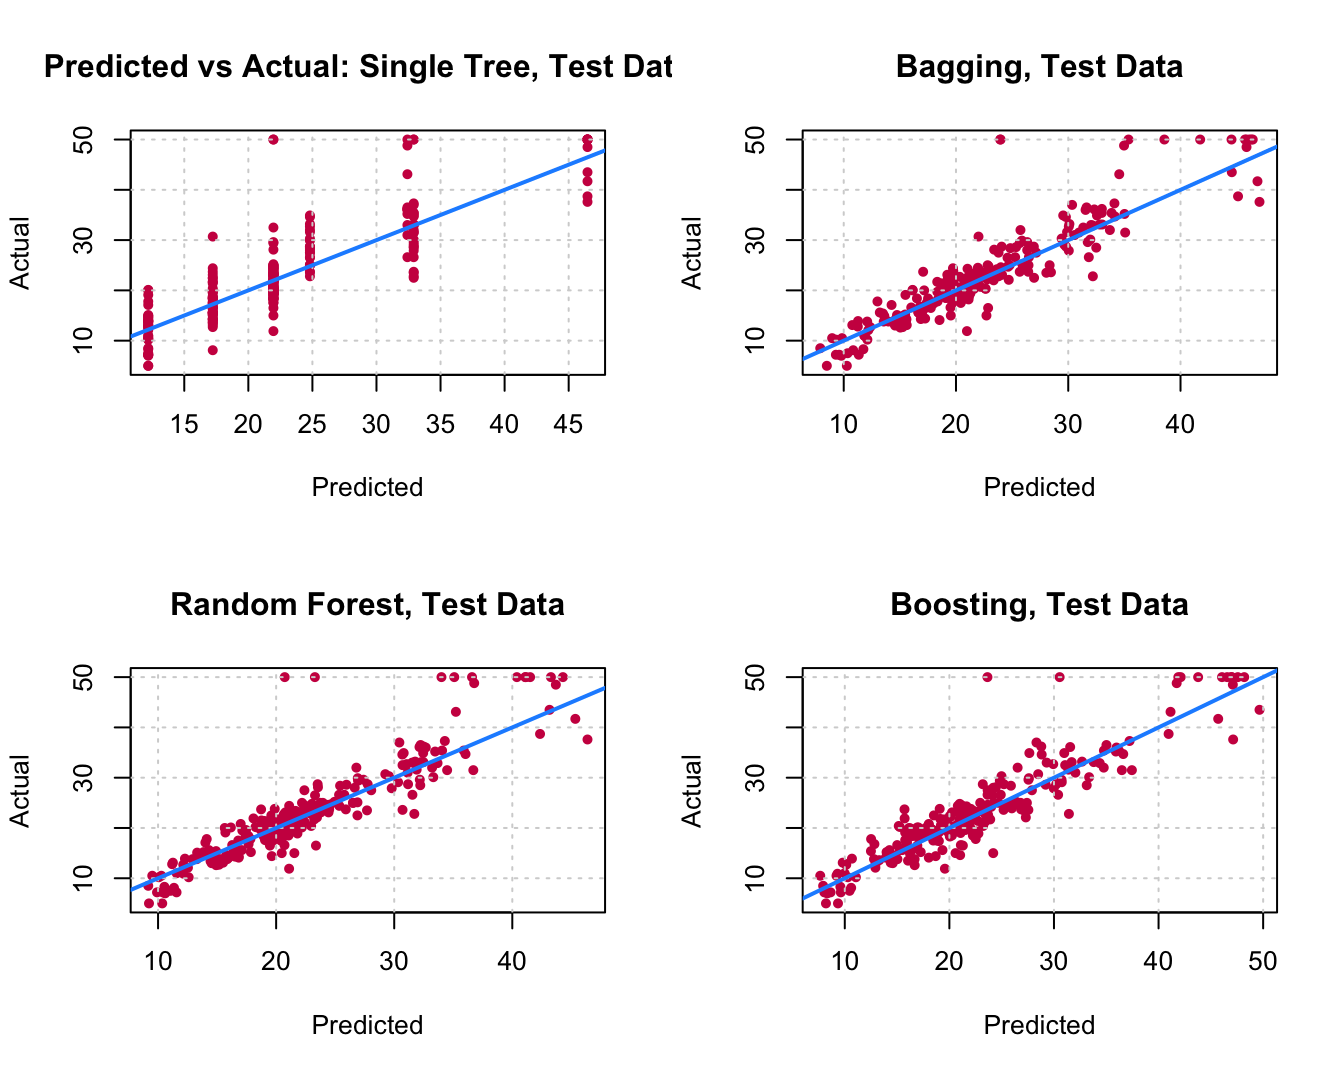 Predicted vs Actual: Single Tree, Test Dat
Actual
50
30
10
15 20 25 30 35 40 45
Predicted
Bagging, Test Data
Actual
50
30
10
10 20 30 40
Predicted
Random Forest, Test Data
Actual
50
30
10
10 20 30 40
Predicted
Boosting, Test Data
Actual
50
30
10
10 20 30 40 50
Predicted